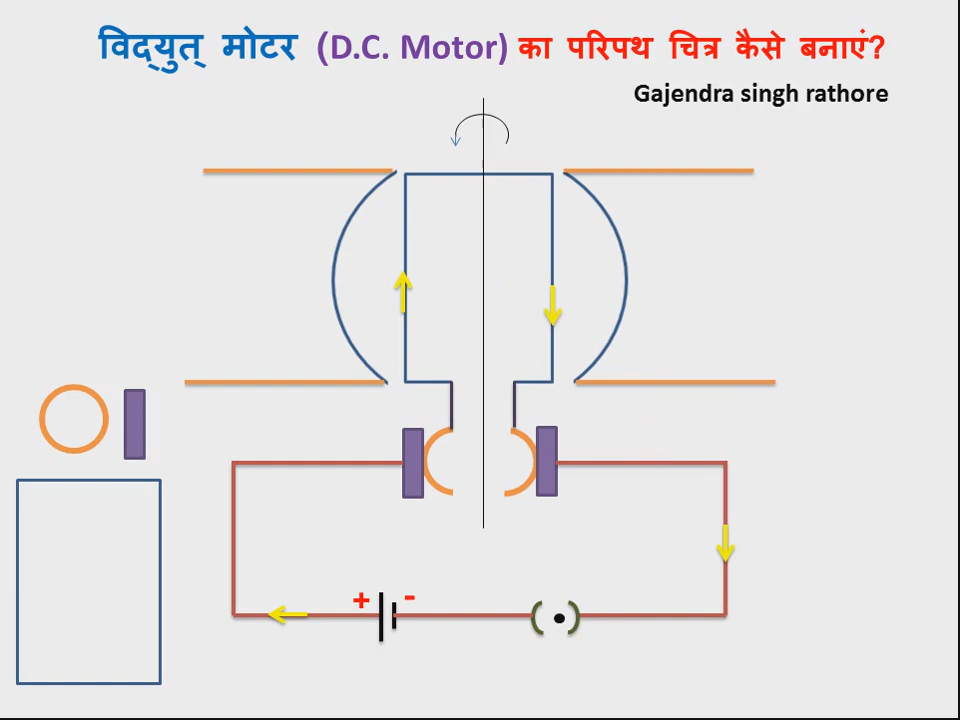 विद्युत् मोटर (D.C. Motor) का परिपथ चित्र कैसे बनाएं?
Gajendra singh rathore
+ -